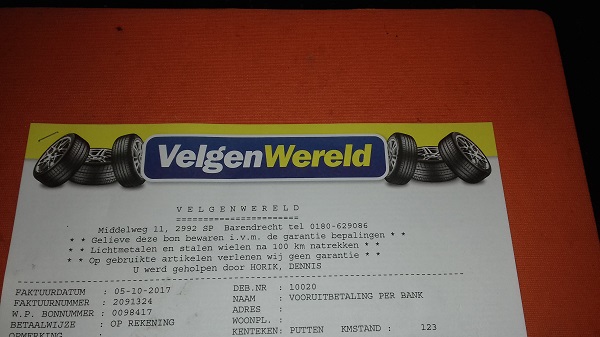 VelgenWereld
V E L G E N W E R E L D
=======================
Middelweg 11, 2992 SP Barendrecht tel 0180-629086
* * Gelieve deze bon bewaren i.v.m. de garantie bepalingen * *
* * Lichtmetalen en stalen wielen na 100 km natrekken * *
* * Op gebruikte artikelen verlenen wij geen garantie * *
U werd geholpen door HORIK, DENNIS
FAKTUURDATUM : 05-10-2017 DEB.NR : 10020
FAKTUURNUMMER : 2091324 NAAM : VOORUITBETALING PER BANK
W.P. BONNUMMER : 0098417 ADRES :
BETAALWIJZE : OP REKENING WOONPL. :
OPMERKING : KENTEKEN: PUTTEN KMSTAND : 123